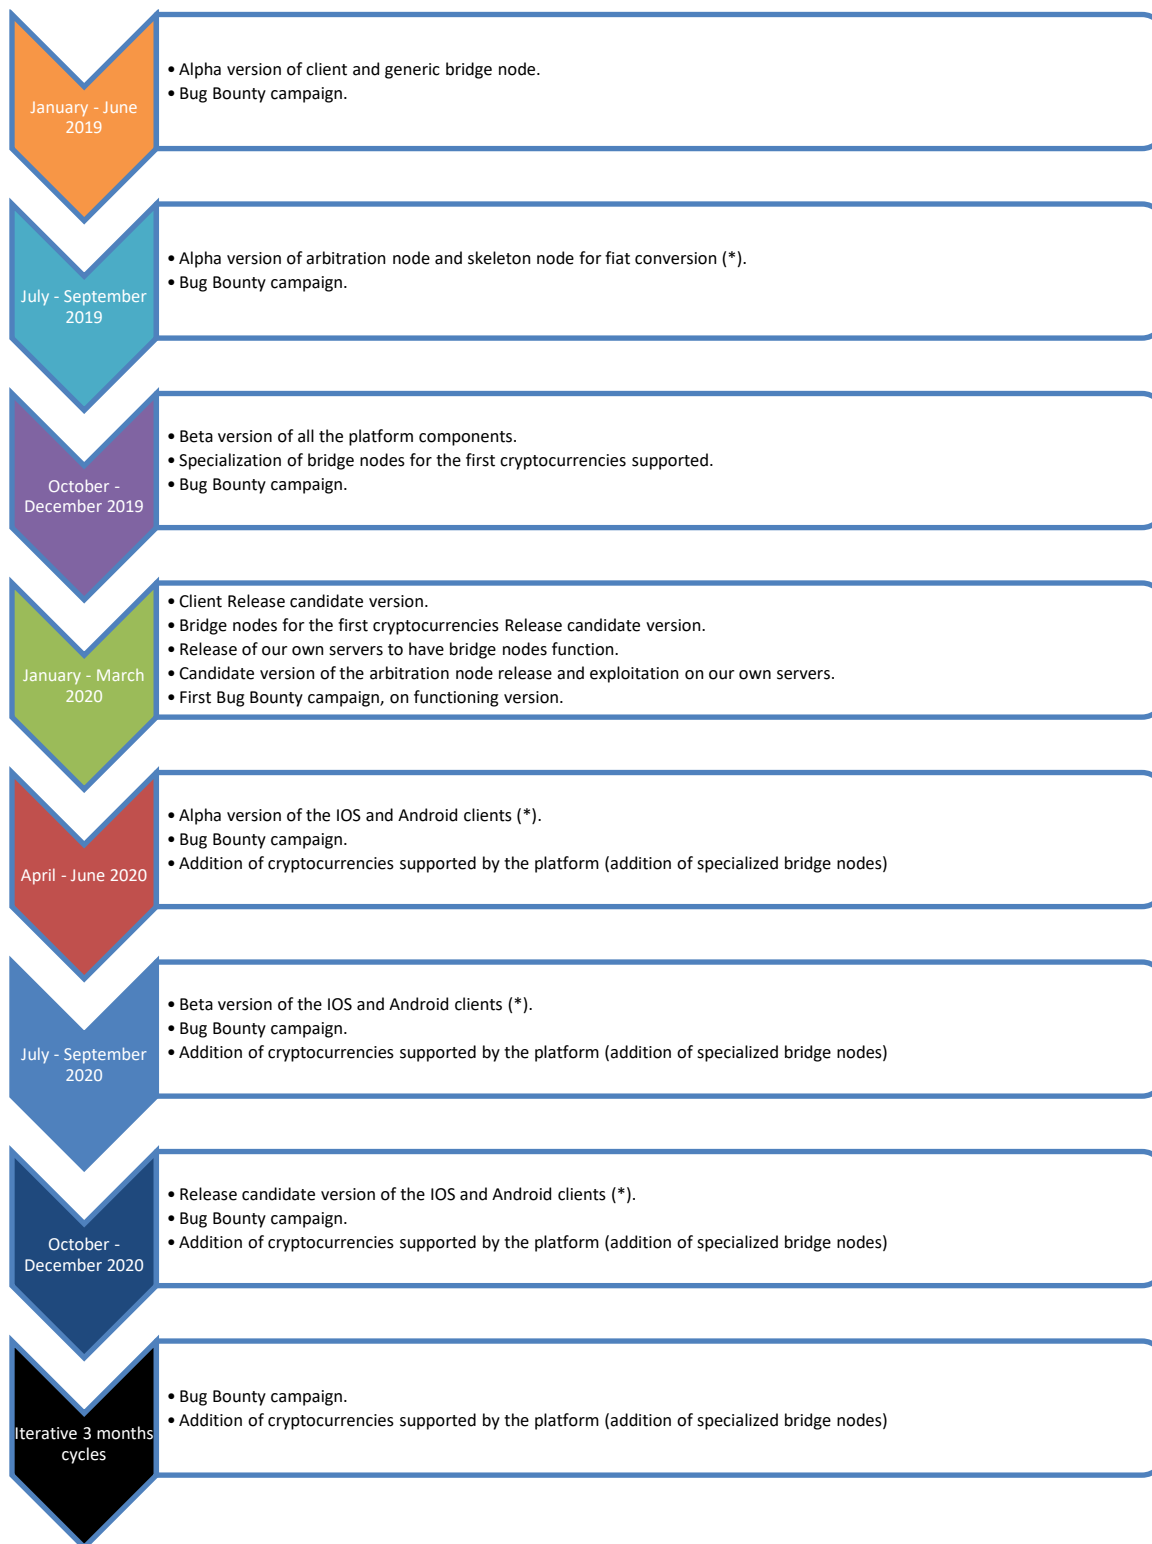 January - June
2019
• Alpha version of client and generic bridge node.
• Bug Bounty campaign.
July - September
2019
• Alpha version of arbitration node and skeleton node for fiat conversion (*).
• Bug Bounty campaign.
October -
December 2019
• Beta version of all the platform components.
• Specialization of bridge nodes for the first cryptocurrencies supported.
• Bug Bounty campaign.
January - March
2020
• Client Release candidate version.
• Bridge nodes for the first cryptocurrencies Release candidate version.
• Release of our own servers to have bridge nodes function.
• Candidate version of the arbitration node release and exploitation on our own servers.
• First Bug Bounty campaign, on functioning version.
April - June 2020
• Alpha version of the IOS and Android clients (*).
• Bug Bounty campaign.
• Addition of cryptocurrencies supported by the platform (addition of specialized bridge nodes)
July - September
2020
• Beta version of the IOS and Android clients (*).
• Bug Bounty campaign.
• Addition of cryptocurrencies supported by the platform (addition of specialized bridge nodes)
October -
December 2020
• Release candidate version of the IOS and Android clients (*).
• Bug Bounty campaign.
• Addition of cryptocurrencies supported by the platform (addition of specialized bridge nodes)
Iterative 3 months
cycles
• Bug Bounty campaign.
• Addition of cryptocurrencies supported by the platform (addition of specialized bridge nodes)